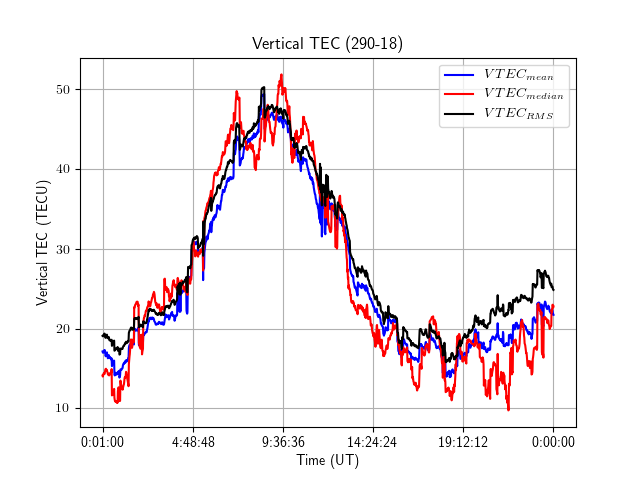 Vertical TEC (290-18)
VTEC_mean
VTEC_median
VTEC_RMS
50
40
30
20
10
Vertical TEC (TECU)
0:01:00 4:48:48 9:36:36 14:24:24 19:12:12 0:00:00
Time (UT)